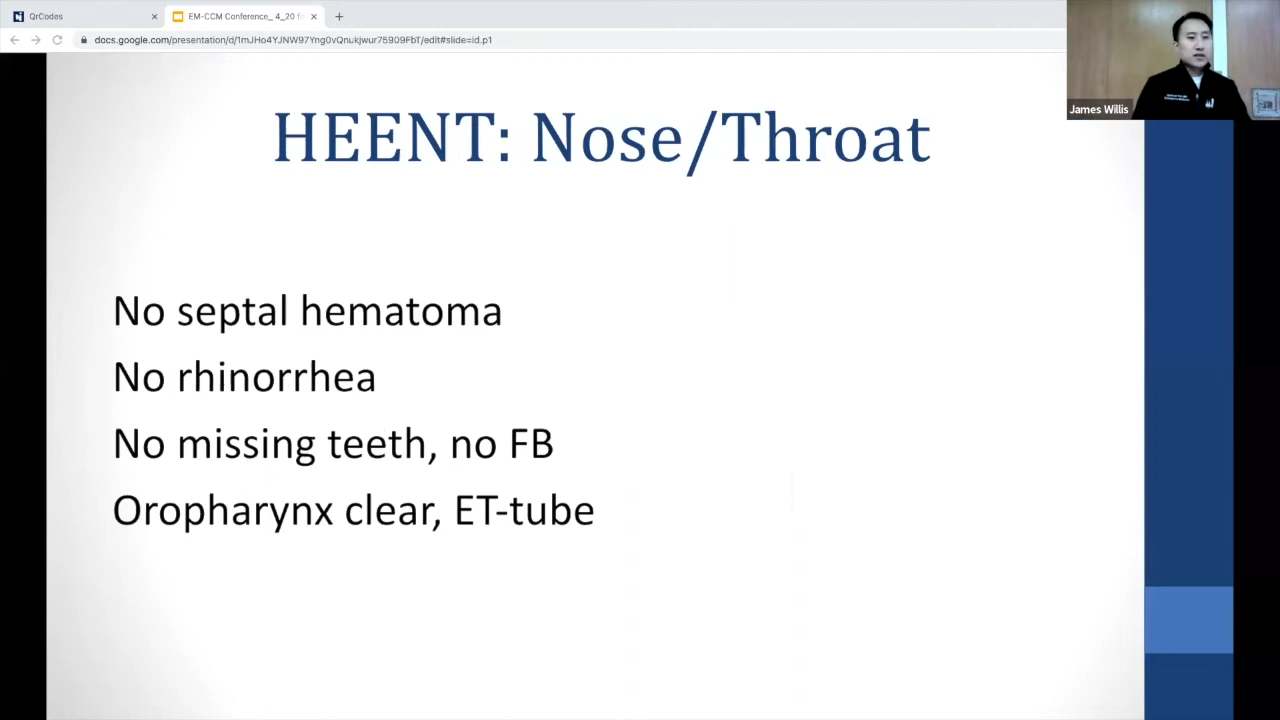 QrCodes
EM-CCM Conference_ 4_20 f
docs.google.com/presentation/d/1mJHo4YJNW97Yng0vQnukjwur75909FbT/edit#slide=id.p1
James Willis
HEENT: Nose/Throat
No septal hematoma
No rhinorrhea
No missing teeth, no FB
Oropharynx clear, ET-tube